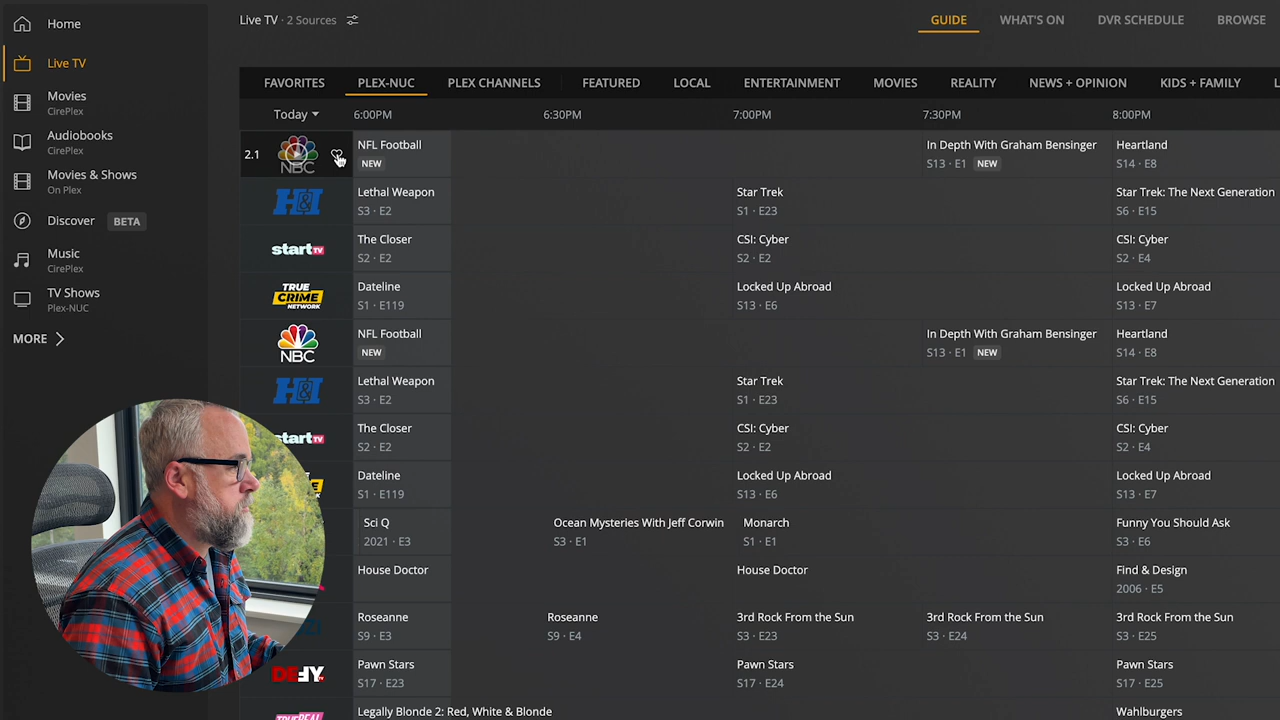 Home
Live TV
Movies
CirePlex
Audiobooks
CirePlex
Movies & Shows
On Plex
Discover BETA
Music
CirePlex
TV Shows
Plex-NUC
MORE
Live TV · 2 Sources
GUIDE WHAT'S ON DVR SCHEDULE BROWSE
FAVORITES PLEX-NUC PLEX CHANNELS FEATURED LOCAL ENTERTAINMENT MOVIES REALITY NEWS + OPINION KIDS + FAMILY
Today 6:00PM 6:30PM 7:00PM 7:30PM 8:00PM
2.1 NBC NFL Football In Depth With Graham Bensinger Heartland
NEW S13 · E1 NEW S14 · E8
H&I Lethal Weapon Star Trek Star Trek: The Next Generation
S3 · E2 S1 · E23 S6 · E15
start TV The Closer CSI: Cyber CSI: Cyber
S2 · E2 S2 · E2 S2 · E4
TRUE CRIME NETWORK Dateline Locked Up Abroad Locked Up Abroad
S1 · E119 S13 · E6 S13 · E7
NBC NFL Football In Depth With Graham Bensinger Heartland
NEW S13 · E1 NEW S14 · E8
H&I Lethal Weapon Star Trek Star Trek: The Next Generation
S3 · E2 S1 · E23 S6 · E15
start TV The Closer CSI: Cyber CSI: Cyber
S2 · E2 S2 · E2 S2 · E4
Dateline Locked Up Abroad Locked Up Abroad
S1 · E119 S13 · E6 S13 · E7
Sci Q Ocean Mysteries With Jeff Corwin Monarch Funny You Should Ask
2021 · E3 S3 · E1 S1 · E1 S3 · E6
House Doctor House Doctor Find & Design
2006 · E5
Roseanne Roseanne 3rd Rock From the Sun 3rd Rock From the Sun 3rd Rock From the Sun
S9 · E3 S9 · E4 S3 · E23 S3 · E24 S3 · E25
DEFY TV Pawn Stars Pawn Stars Pawn Stars
S17 · E23 S17 · E24 S17 · E25
Legally Blonde 2: Red, White & Blonde Wahlburgers